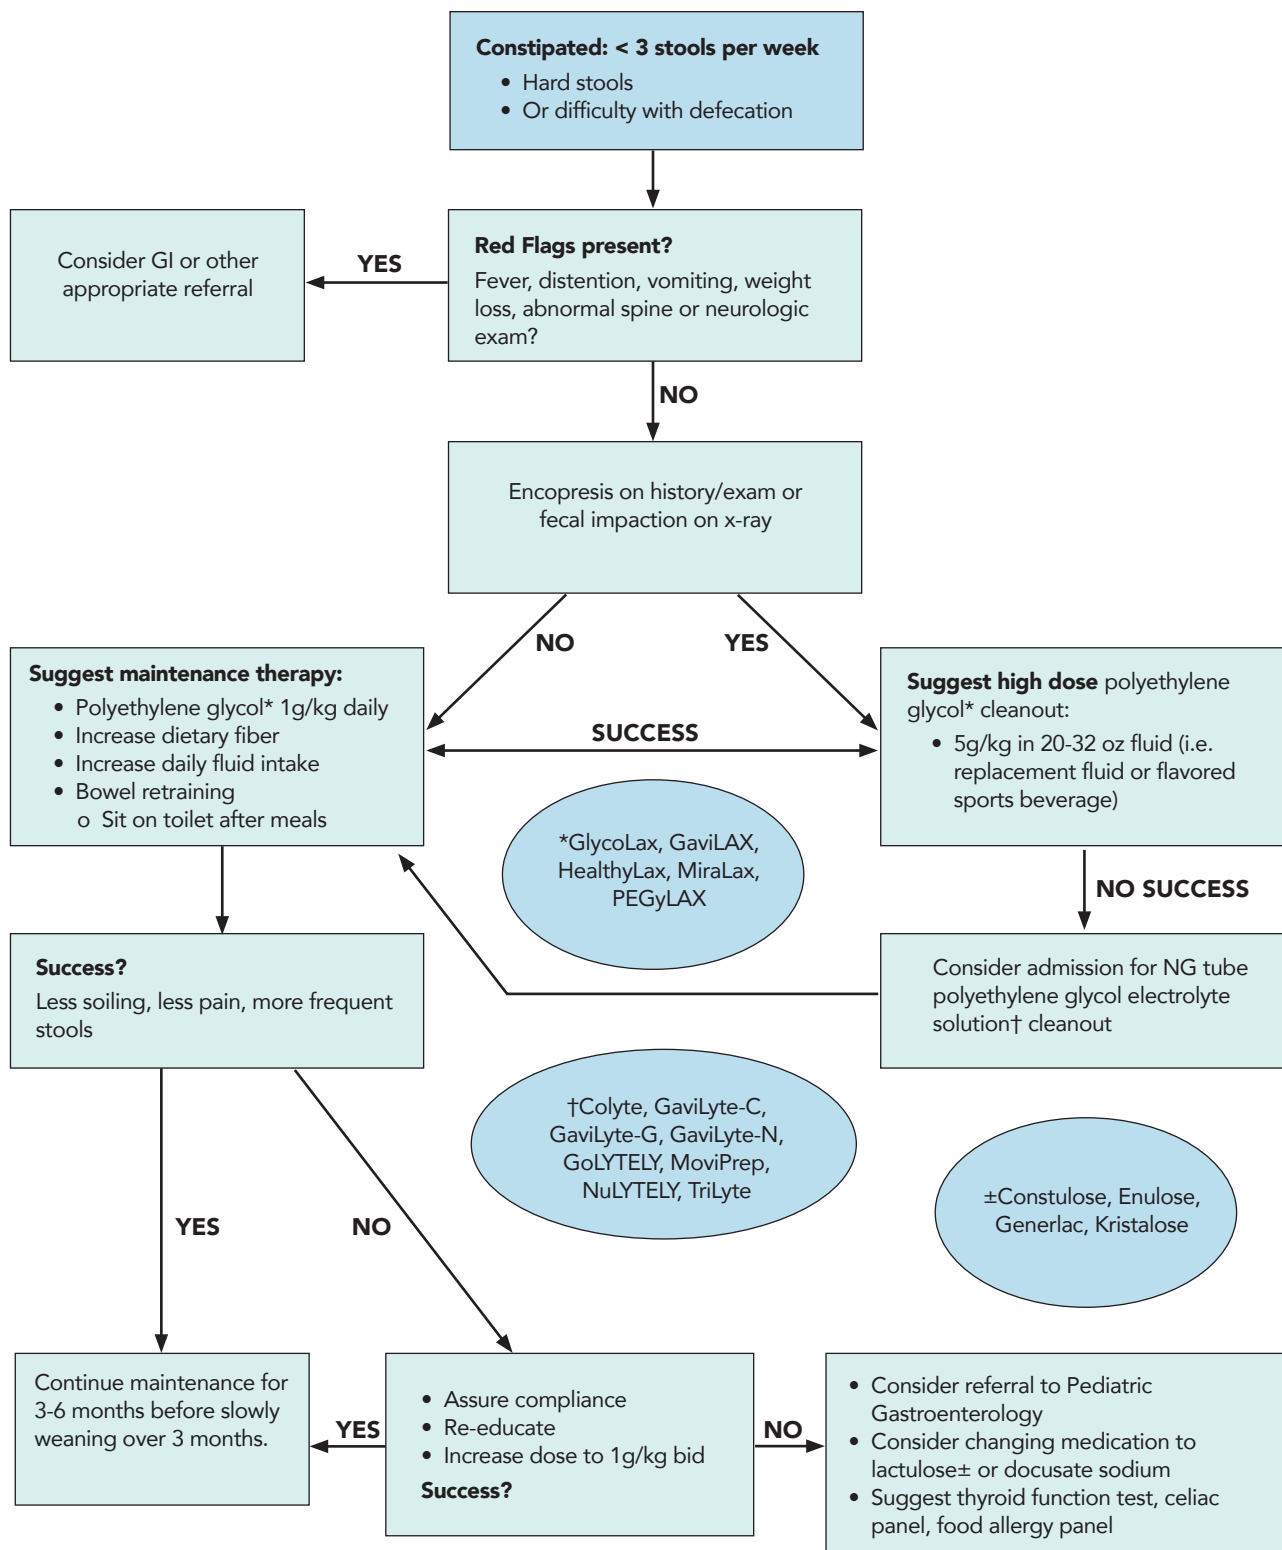 Constipated: < 3 stools per week
• Hard stools
• Or difficulty with defecation
Consider GI or other
appropriate referral
YES
Red Flags present?
Fever, distention, vomiting, weight
loss, abnormal spine or neurologic
exam?
NO
Encopresis on history/exam or
fecal impaction on x-ray
NO
YES
Suggest maintenance therapy:
• Polyethylene glycol* 1g/kg daily
• Increase dietary fiber
• Increase daily fluid intake
• Bowel retraining
o Sit on toilet after meals
SUCCESS
Suggest high dose polyethylene
glycol* cleanout:
• 5g/kg in 20-32 oz fluid (i.e.
replacement fluid or flavored
sports beverage)
*GlycoLax, GaviLAX,
HealthyLax, MiraLax,
PEGyLAX
NO SUCCESS
Success?
Less soiling, less pain, more frequent
stools
Consider admission for NG tube
polyethylene glycol electrolyte
solution† cleanout
†Colyte, GaviLyte-C,
GaviLyte-G, GaviLyte-N,
GoLYTELY, MoviPrep,
NuLYTELY, TriLyte
±Constulose, Enulose,
Generlac, Kristalose
YES
NO
Continue maintenance for
3-6 months before slowly
weaning over 3 months.
YES
• Assure compliance
• Re-educate
• Increase dose to 1g/kg bid
Success?
NO
• Consider referral to Pediatric
Gastroenterology
• Consider changing medication to
lactulose± or docusate sodium
• Suggest thyroid function test, celiac
panel, food allergy panel